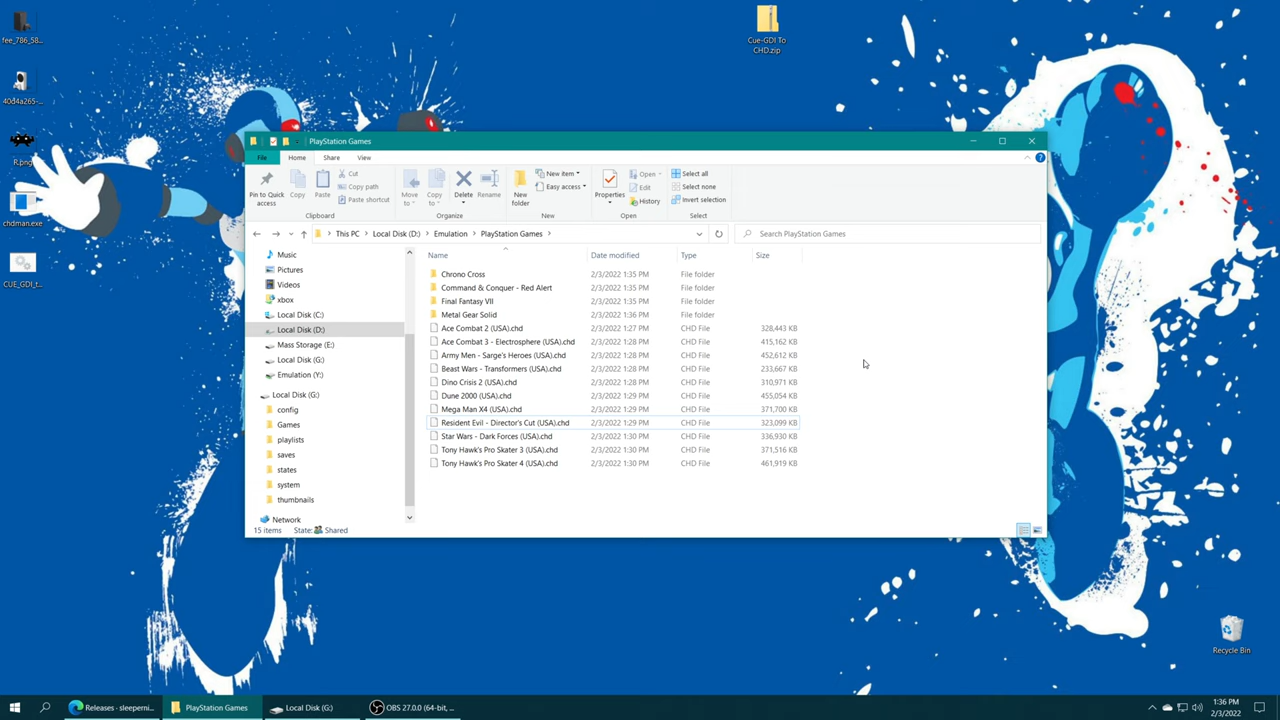 fee_786_58...
40d4a265-...
R.png
chdman.exe
CUE_GDI_t...
Cue-GDI To
CHD.zip
PlayStation Games
File Home Share View
Pin to Quick
access
Copy
Paste
Cut
Copy path
Paste shortcut
Clipboard
Move
to
Copy
to
Delete
Rename
Organize
New
folder
New item
Easy access
New
Properties
Open
Edit
History
Open
Select all
Select none
Invert selection
Select
This PC > Local Disk (D:) > Emulation > PlayStation Games >
Search PlayStation Games
Music
Pictures
Videos
xbox
Local Disk (C:)
Local Disk (D:)
Mass Storage (E:)
Local Disk (G:)
Emulation (Y:)
Local Disk (G:)
config
Games
playlists
saves
states
system
thumbnails
Network
Name Date modified Type Size
Chrono Cross 2/3/2022 1:35 PM File folder
Command & Conquer - Red Alert 2/3/2022 1:35 PM File folder
Final Fantasy VII 2/3/2022 1:35 PM File folder
Metal Gear Solid 2/3/2022 1:36 PM File folder
Ace Combat 2 (USA).chd 2/3/2022 1:27 PM CHD File 328,443 KB
Ace Combat 3 - Electrosphere (USA).chd 2/3/2022 1:28 PM CHD File 415,162 KB
Army Men - Sarge's Heroes (USA).chd 2/3/2022 1:28 PM CHD File 452,612 KB
Beast Wars - Transformers (USA).chd 2/3/2022 1:28 PM CHD File 233,667 KB
Dino Crisis 2 (USA).chd 2/3/2022 1:28 PM CHD File 310,971 KB
Dune 2000 (USA).chd 2/3/2022 1:29 PM CHD File 455,054 KB
Mega Man X4 (USA).chd 2/3/2022 1:29 PM CHD File 371,700 KB
Resident Evil - Director's Cut (USA).chd 2/3/2022 1:29 PM CHD File 323,099 KB
Star Wars - Dark Forces (USA).chd 2/3/2022 1:30 PM CHD File 336,930 KB
Tony Hawk's Pro Skater 3 (USA).chd 2/3/2022 1:30 PM CHD File 371,516 KB
Tony Hawk's Pro Skater 4 (USA).chd 2/3/2022 1:30 PM CHD File 461,919 KB
15 items State: Shared
Recycle Bin
Releases - sleeperni...
PlayStation Games
Local Disk (G:)
OBS 27.0.0 (64-bit, ...
1:36 PM
2/3/2022